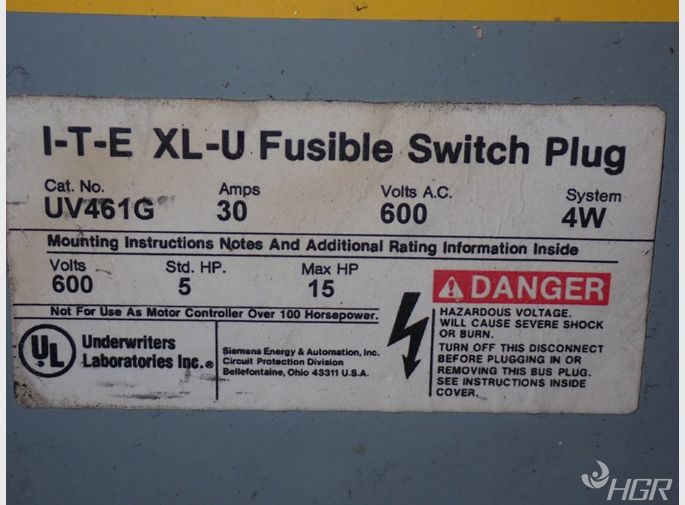 I-T-E XL-U Fusible Switch Plug
Cat. No. Amps Volts A.C. System
UV461G 30 600 4W
Mounting Instructions Notes And Additional Rating Information Inside
Volts Std. HP. Max HP
600 5 15
Not For Use As Motor Controller Over 100 Horsepower.
UL Underwriters
Laboratories Inc.®
Siemens Energy & Automation, Inc.
Circuit Protection Division
Bellefontaine, Ohio 43311 U.S.A.
DANGER
HAZARDOUS VOLTAGE.
WILL CAUSE SEVERE SHOCK
OR BURN.
TURN OFF THIS DISCONNECT
BEFORE PLUGGING IN OR
REMOVING THIS BUS PLUG.
SEE INSTRUCTIONS INSIDE
COVER.
HGR